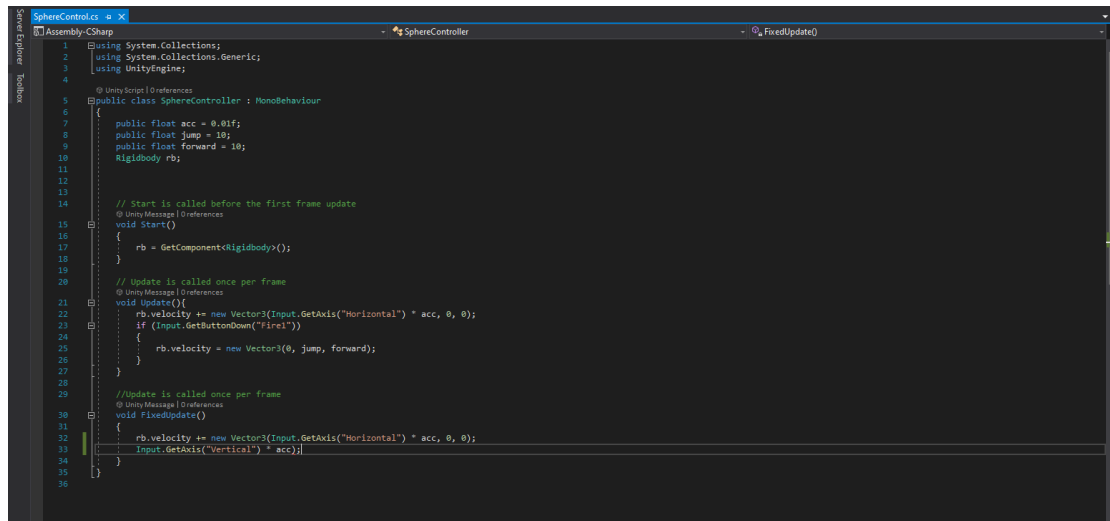 Server Explorer
Toolbox
SphereControl.cs
Assembly-CSharp
SphereController
FixedUpdate()
1 using System.Collections;
2 using System.Collections.Generic;
3 using UnityEngine;
4
Unity Script | 0 references
5 public class SphereController : MonoBehaviour
6 {
7 public float acc = 0.01f;
8 public float jump = 10;
9 public float forward = 10;
10 Rigidbody rb;
11
12
13
14 // Start is called before the first frame update
Unity Message | 0 references
15 void Start()
16 {
17 rb = GetComponent<Rigidbody>();
18 }
19
20 // Update is called once per frame
Unity Message | 0 references
21 void Update(){
22 rb.velocity += new Vector3(Input.GetAxis("Horizontal") * acc, 0, 0);
23 if (Input.GetButtonDown("Fire1"))
24 {
25 rb.velocity = new Vector3(0, jump, forward);
26 }
27 }
28
29 //Update is called once per frame
Unity Message | 0 references
30 void FixedUpdate()
31 {
32 rb.velocity += new Vector3(Input.GetAxis("Horizontal") * acc, 0, 0);
33 Input.GetAxis("Vertical") * acc);
34 }
35 }
36